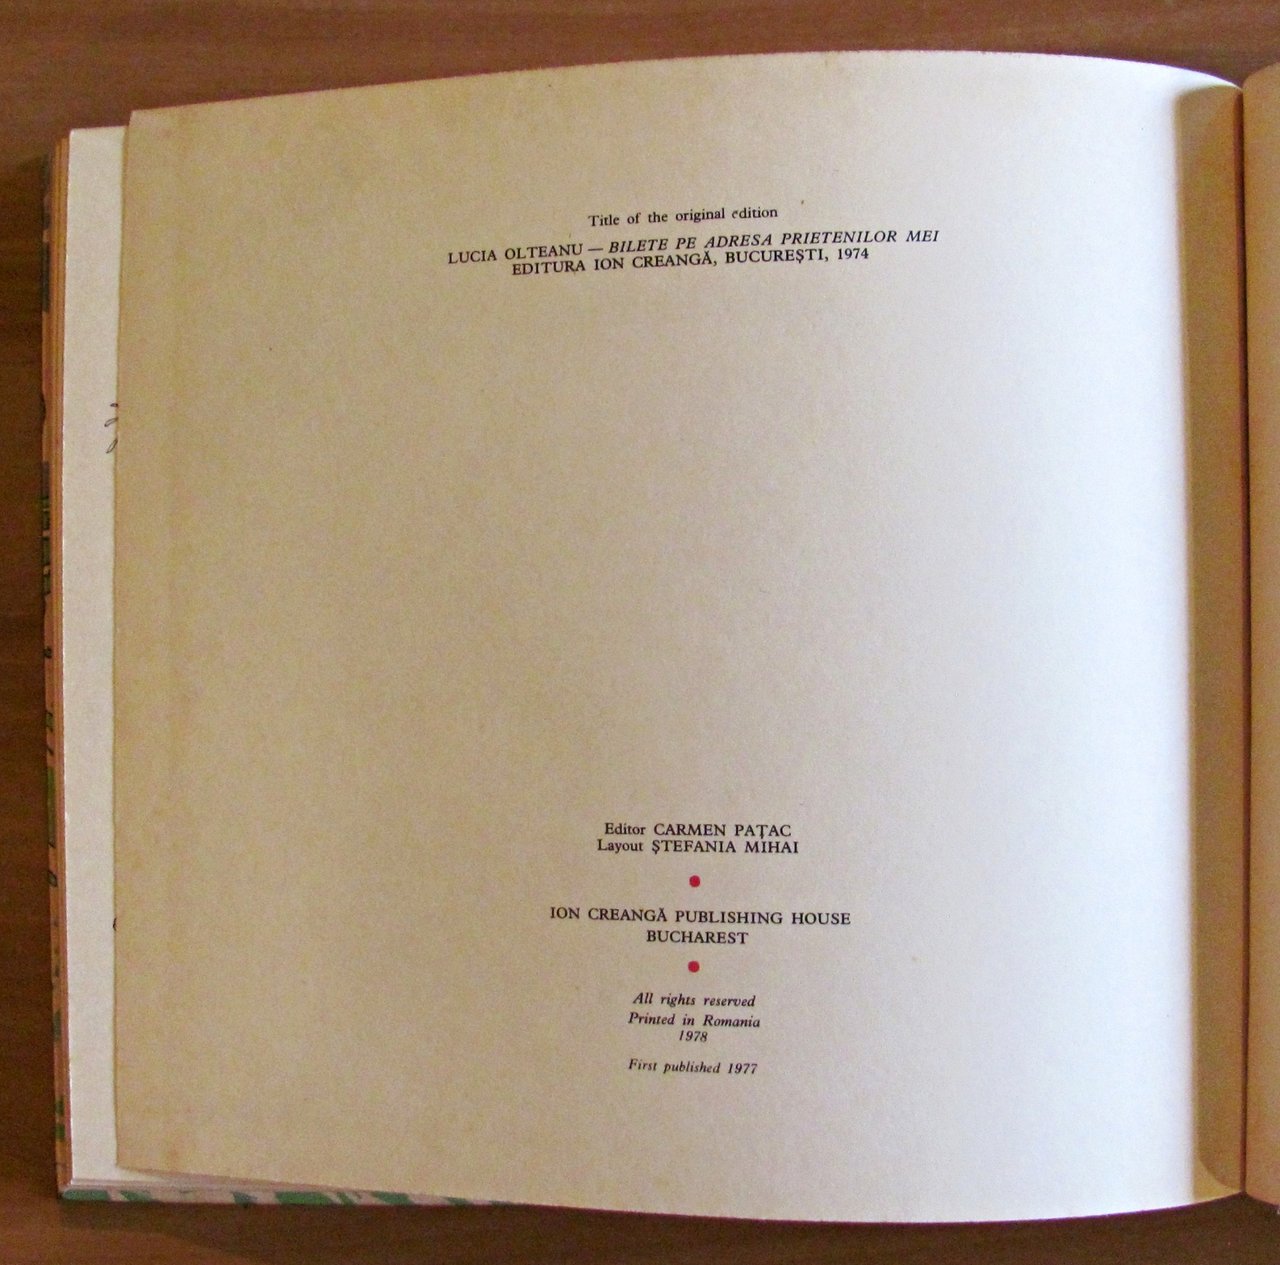 Title of the original edition
LUCIA OLTEANU — BILETE PE ADRESA PRIETENILOR MEI
EDITURA ION CREANGĂ, BUCUREŞTI, 1974
Editor CARMEN PAŢAC
Layout ŞTEFANIA MIHAI
ION CREANGĂ PUBLISHING HOUSE
BUCHAREST
All rights reserved
Printed in Romania
1978
First published 1977